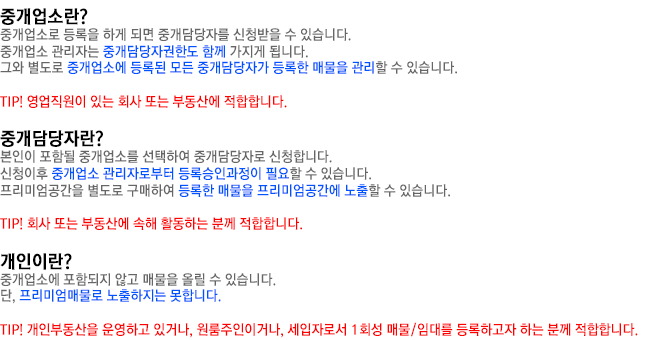 중개업소란?
중개업소로 등록을 하게 되면 중개담당자를 신청받을 수 있습니다.
중개업소 관리자는 중개담당자권한도 함께 가지게 됩니다.
그와 별도로 중개업소에 등록된 모든 중개담당자가 등록한 매물을 관리할 수 있습니다.
TIP! 영업직원이 있는 회사 또는 부동산에 적합합니다.
중개담당자란?
본인이 포함될 중개업소를 선택하여 중개담당자로 신청합니다.
신청이후 중개업소 관리자로부터 등록승인과정이 필요할 수 있습니다.
프리미엄공간을 별도로 구매하여 등록한 매물을 프리미엄공간에 노출할 수 있습니다.
TIP! 회사 또는 부동산에 속해 활동하는 분께 적합합니다.
개인이란?
중개업소에 포함되지 않고 매물을 올릴 수 있습니다.
단, 프리미엄매물로 노출하지는 못합니다.
TIP! 개인부동산을 운영하고 있거나, 원룸주인이거나, 세입자로서 1회성 매물/임대를 등록하고자 하는 분께 적합합니다.